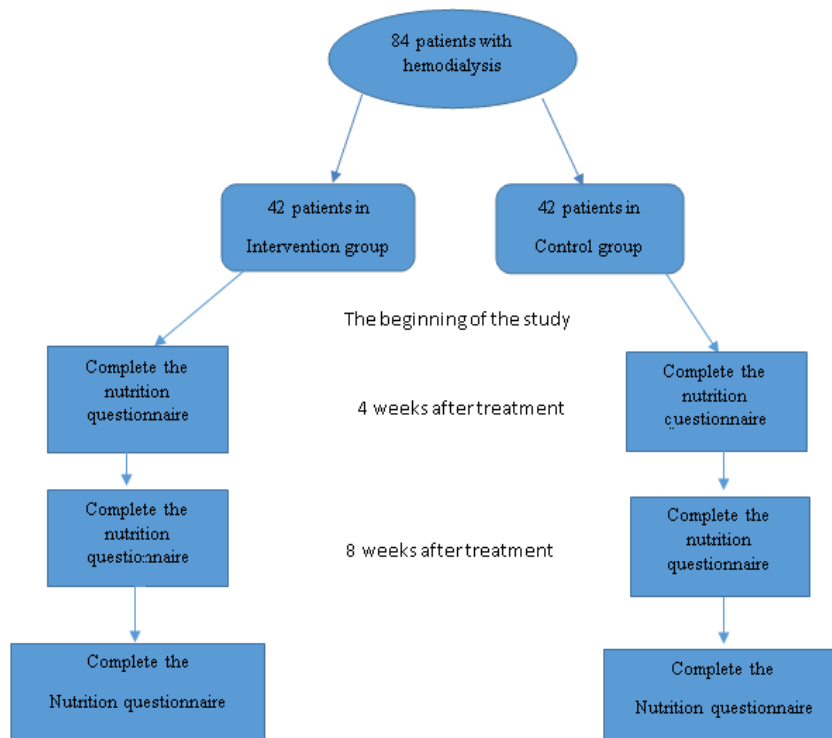 84 patients with
hemodialysis
42 patients in
Intervention group
42 patients in
Control group
The beginning of the study
Complete the
nutrition
questionnaire
Complete the
nutrition
questionnaire
4 weeks after treatment
Complete the
nutrition
questionnaire
Complete the
nutrition
questionnaire
8 weeks after treatment
Complete the
Nutrition questionnaire
Complete the
Nutrition questionnaire